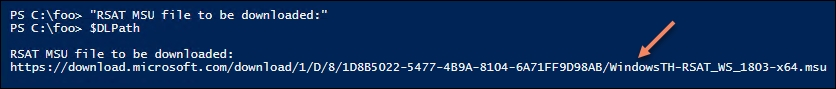 PS C:\foo> "RSAT MSU file to be downloaded:"
PS C:\foo> $DLPath
RSAT MSU file to be downloaded:
https://download.microsoft.com/download/1/D/8/1D8B5022-5477-4B9A-8104-6A71FF9D98AB/WindowsTH-RSAT_WS_1803-x64.msu